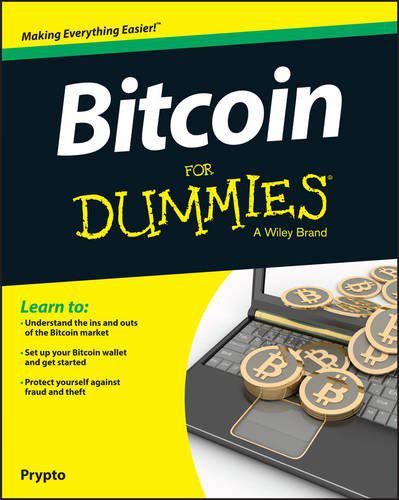 Making Everything Easier!™
Bitcoin
FOR
DUMMIES®
A Wiley Brand
Learn to:
• Understand the ins and outs
of the Bitcoin market
• Set up your Bitcoin wallet
and get started
• Protect yourself against
fraud and theft
Prypto